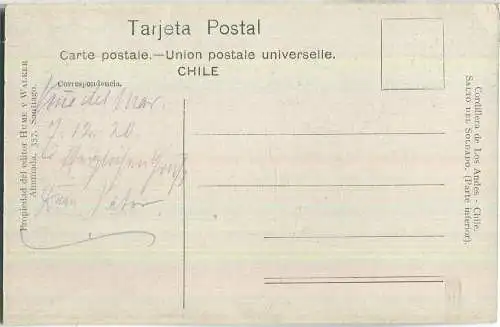 Tarjeta Postal
Carte postale.—Union postale universelle.
CHILE
Correspondencia.
Viña del Mar.
7. 12. 20.
Propiedad del editor HUME Y WALKER
Ahumada, 357, Santiago.
Cordillera de Los Andes - Chile.
SALTO DEL SOLDADO. (Parte inferior).